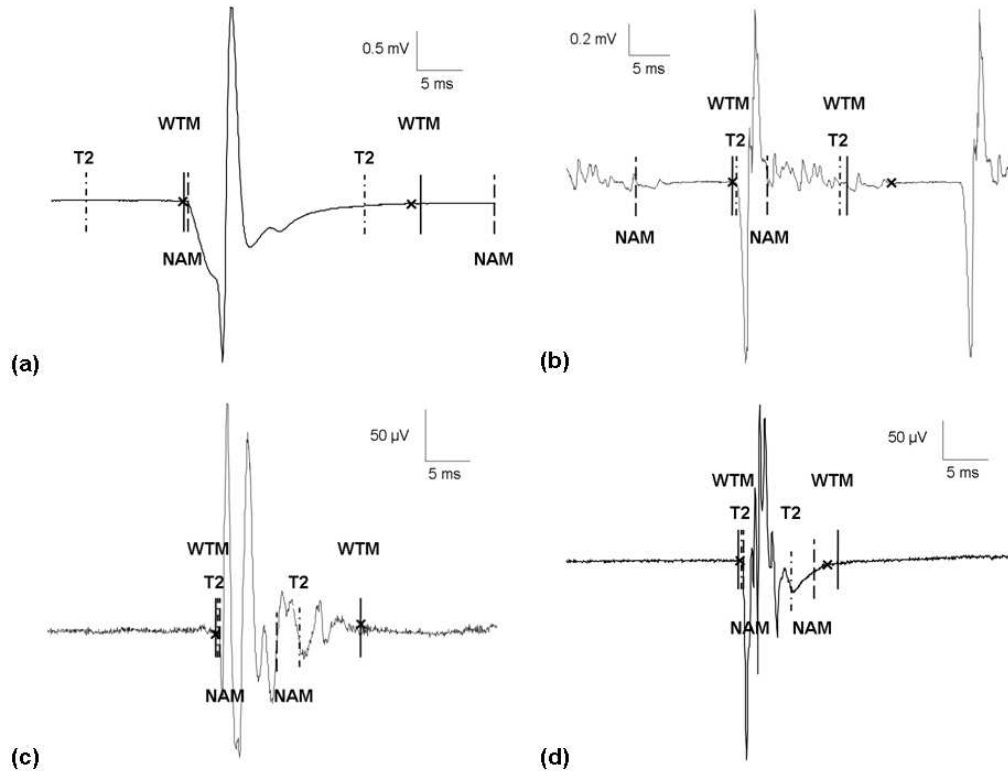 0.5 mV
5 ms
WTM
WTM
T2
T2
NAM
NAM
(a)
0.2 mV
5 ms
WTM
WTM
T2
T2
NAM
NAM
(b)
50 µV
5 ms
WTM
WTM
T2
T2
NAM
NAM
(c)
50 µV
5 ms
WTM
WTM
T2
T2
NAM
NAM
(d)